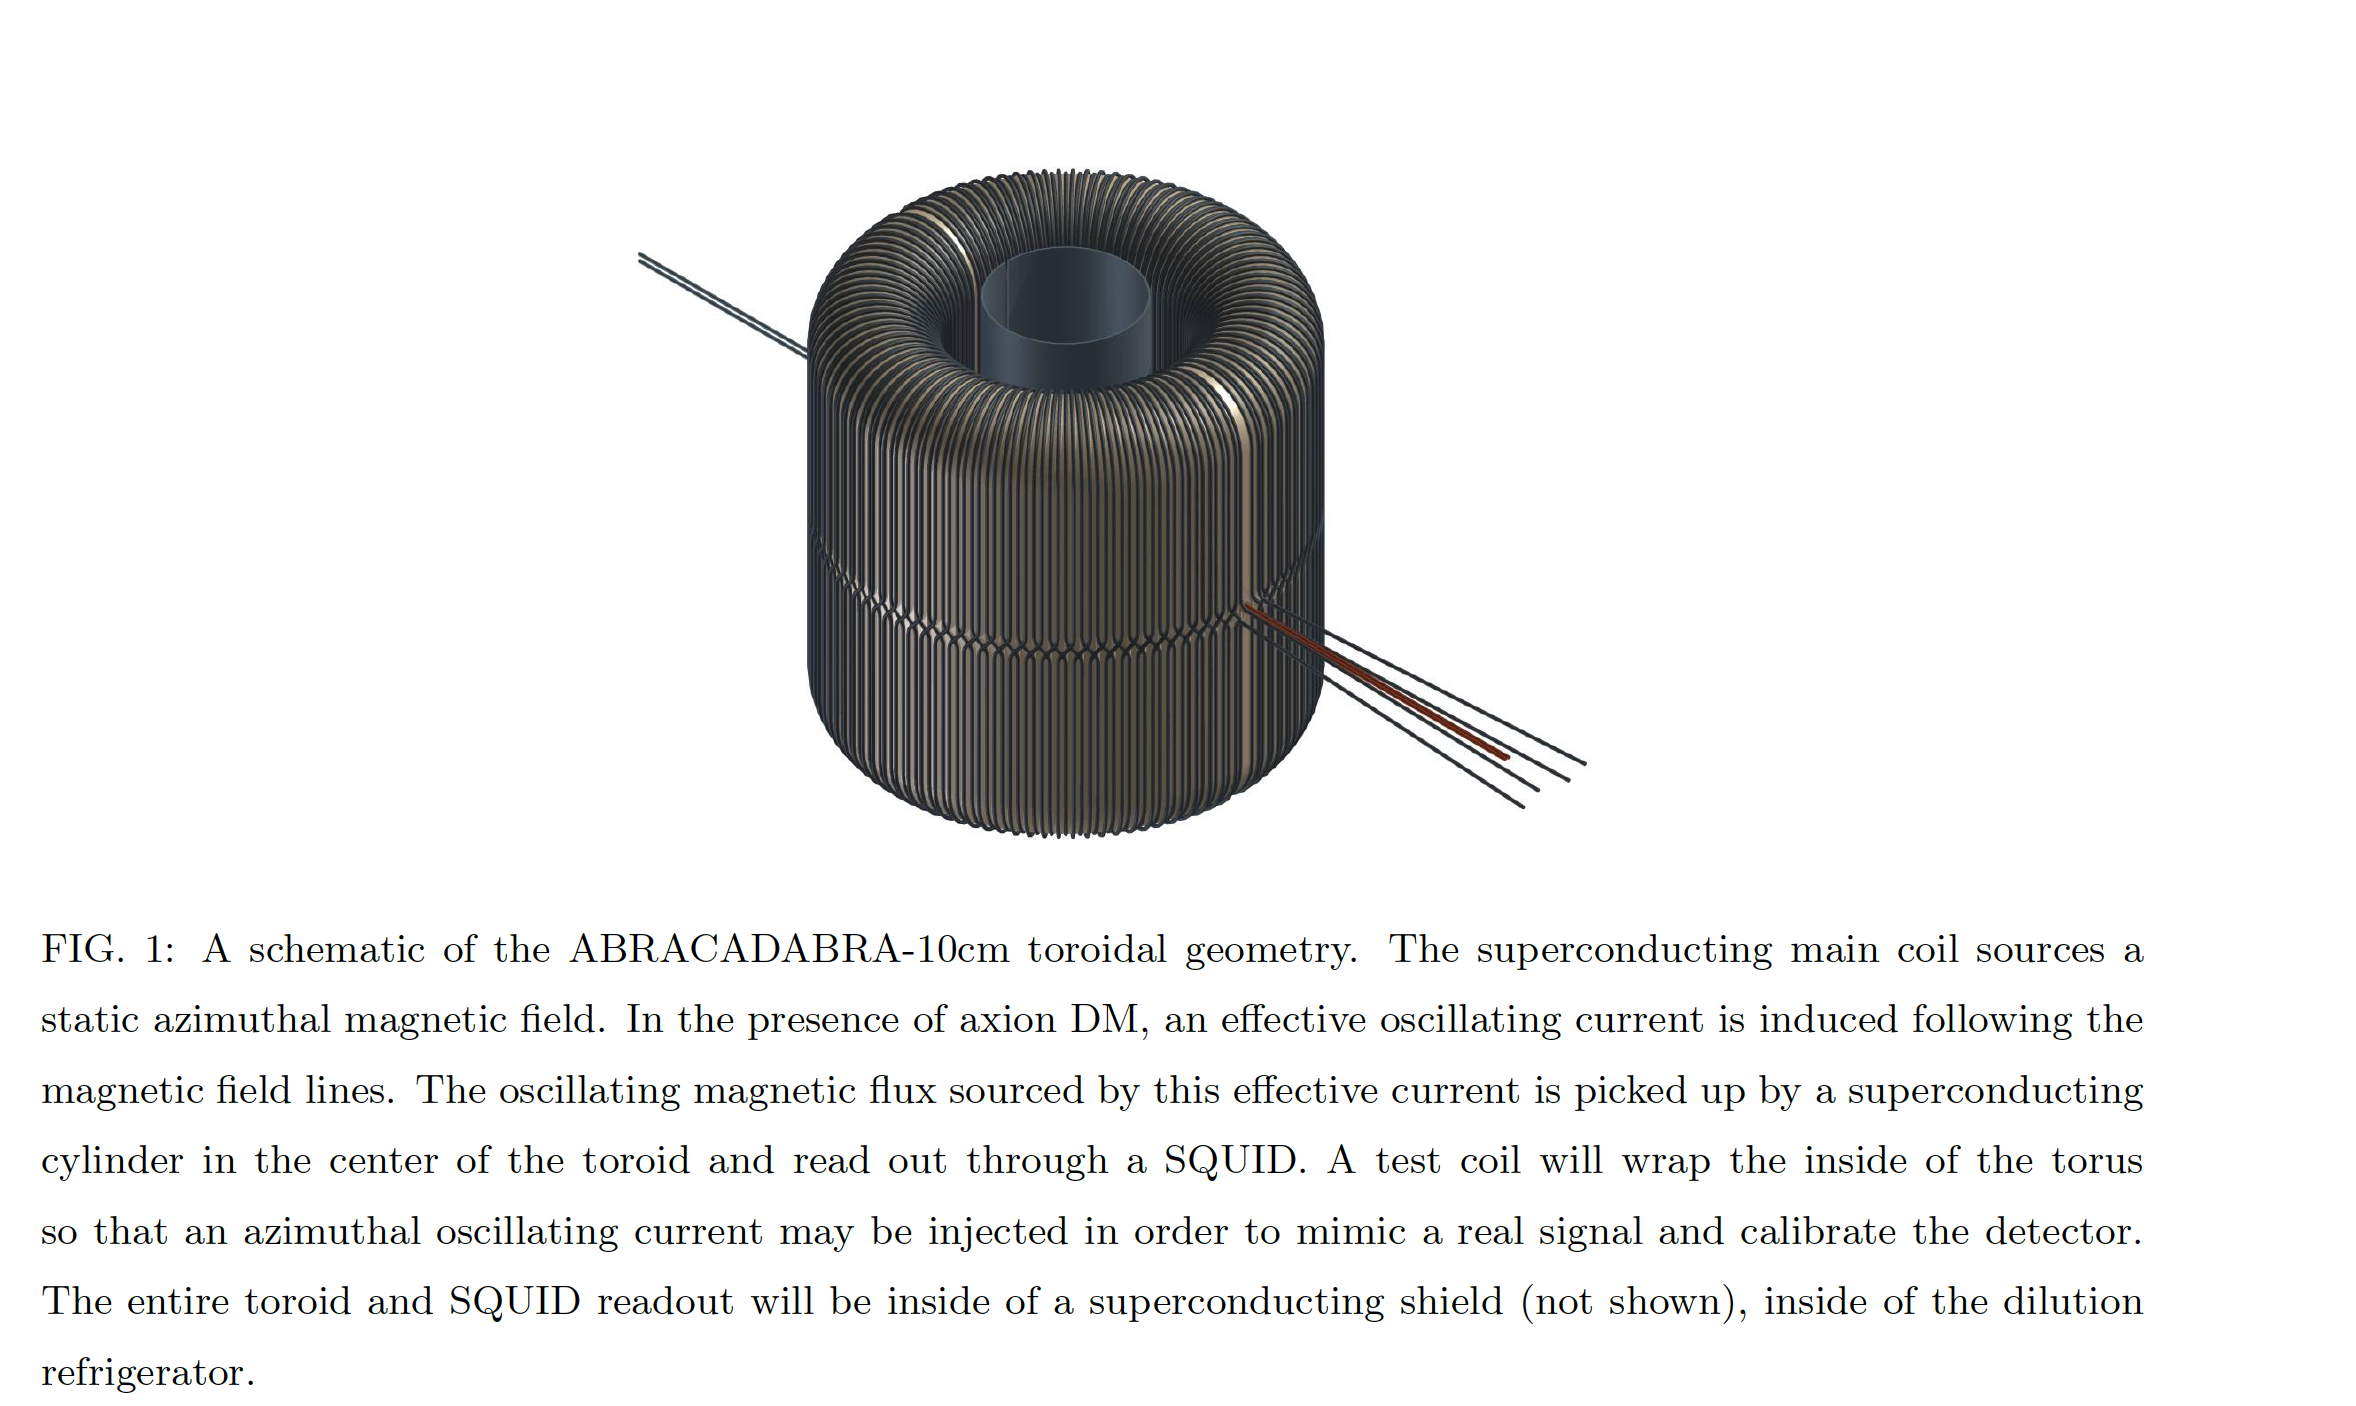 FIG. 1: A schematic of the ABRACADABRA-10cm toroidal geometry. The superconducting main coil sources a
static azimuthal magnetic field. In the presence of axion DM, an effective oscillating current is induced following the
magnetic field lines. The oscillating magnetic flux sourced by this effective current is picked up by a superconducting
cylinder in the center of the toroid and read out through a SQUID. A test coil will wrap the inside of the torus
so that an azimuthal oscillating current may be injected in order to mimic a real signal and calibrate the detector.
The entire toroid and SQUID readout will be inside of a superconducting shield (not shown), inside of the dilution
refrigerator.